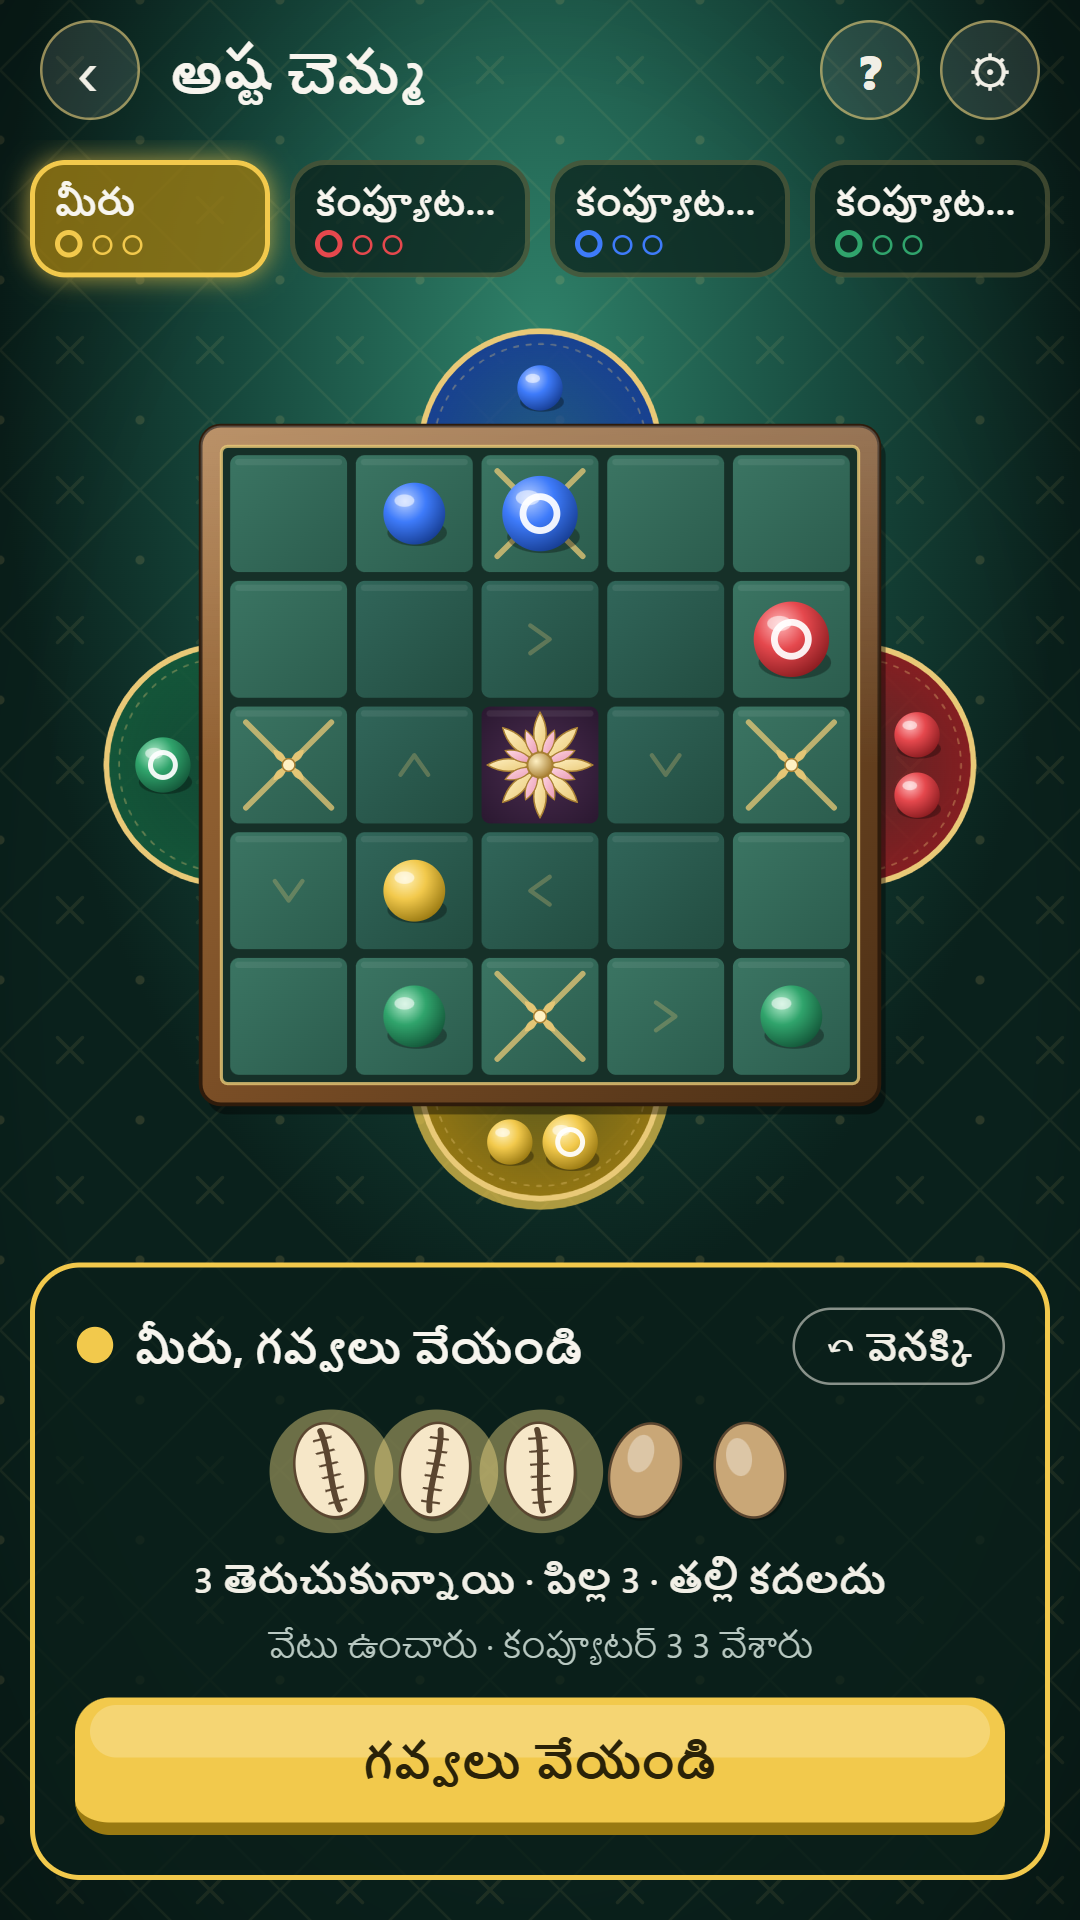 ‹ అష్ట చెమ్మ ? ⚙
మీరు కంప్యూట... కంప్యూట... కంప్యూట...
మీరు, గవ్వలు వేయండి
↶ వెనక్కి
3 తెరుచుకున్నాయి · పిల్ల 3 · తల్లి కదలదు
వేటు ఉంచారు · కంప్యూటర్ 3 3 వేశారు
గవ్వలు వేయండి